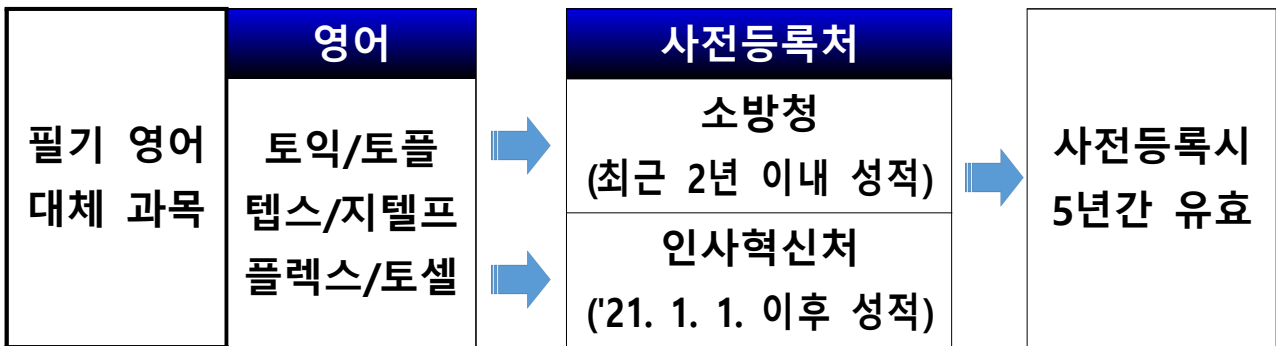 필기 영어
대체 과목
영어
토익/토플
텝스/지텔프
플렉스/토셀
사전등록처
소방청
(최근 2년 이내 성적)
인사혁신처
('21. 1. 1. 이후 성적)
사전등록시
5년간 유효